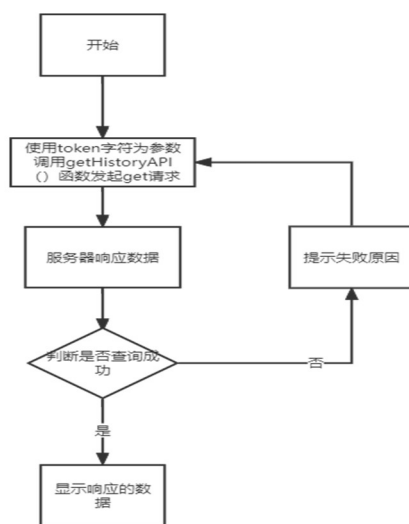 开始
使用token字符为参数
调用getHistoryAPI
（）函数发起get请求
服务器响应数据
提示失败原因
判断是否查询成
功
否
是
显示响应的数
据